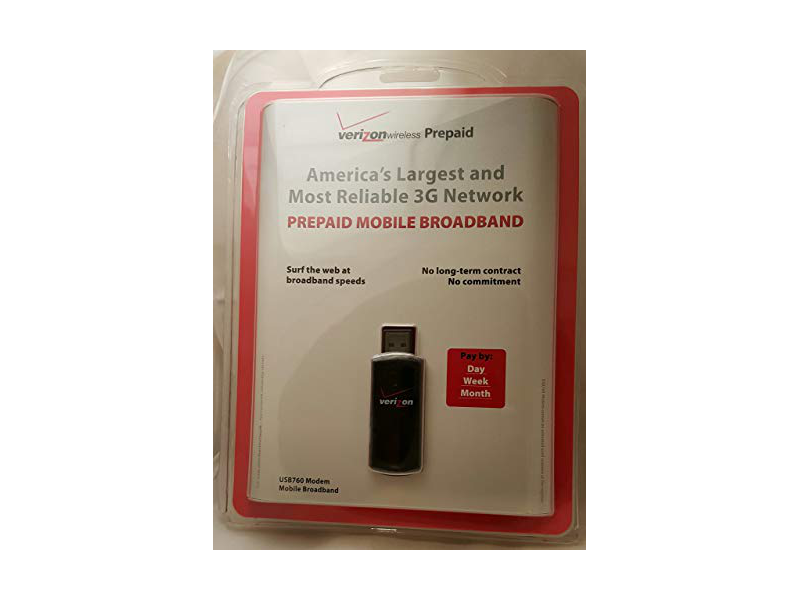 verizonwireless Prepaid
America's Largest and
Most Reliable 3G Network
PREPAID MOBILE BROADBAND
Surf the web at
broadband speeds
No long-term contract
No commitment
Pay by:
Day
Week
Month
verizon
USB760 Modem
Mobile Broadband